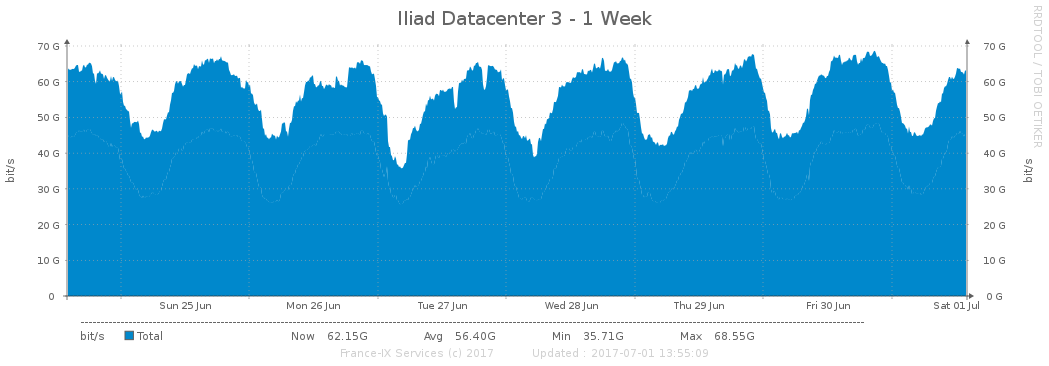 Iliad Datacenter 3 - 1 Week
RRDTOOL / TOBI OETIKER
70 G 70 G
60 G 60 G
50 G 50 G
40 G 40 G
30 G 30 G
20 G 20 G
10 G 10 G
0 0 G
bit/s bit/s
Sun 25 Jun Mon 26 Jun Tue 27 Jun Wed 28 Jun Thu 29 Jun Fri 30 Jun Sat 01 Jul
bit/s Total Now 62.15G Avg 56.40G Min 35.71G Max 68.55G
France-IX Services (c) 2017 Updated : 2017-07-01 13:55:09